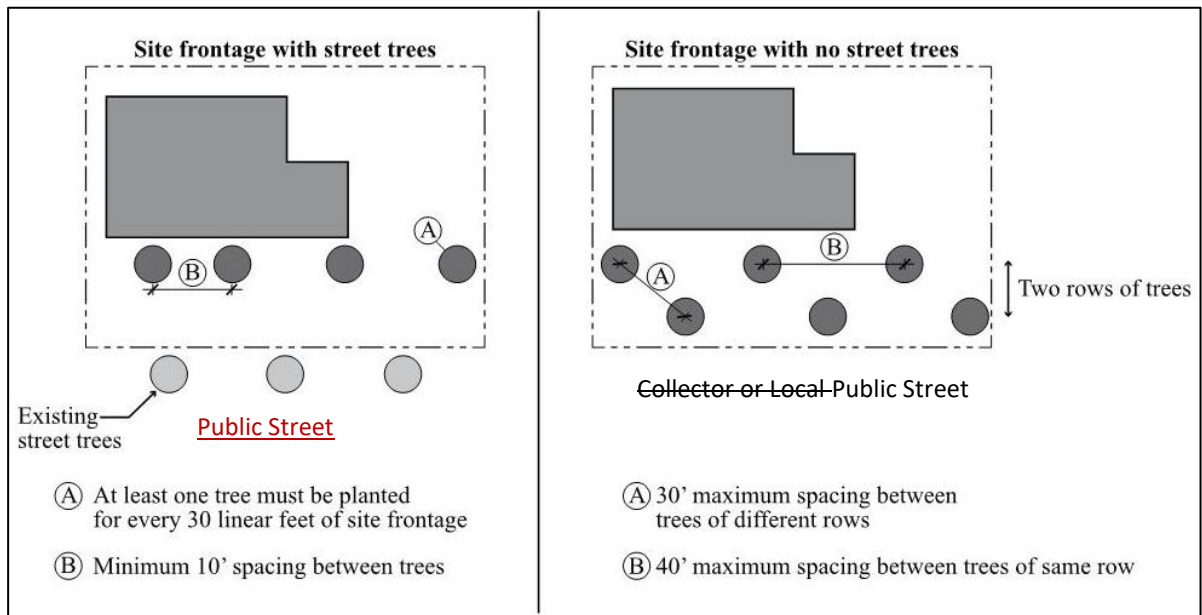 Site frontage with street trees
A
B
Existing
street trees
Public Street
A At least one tree must be planted
for every 30 linear feet of site frontage
B Minimum 10’ spacing between trees
Site frontage with no street trees
B
A
Two rows of trees
Collector or Local Public Street
A 30’ maximum spacing between
trees of different rows
B 40’ maximum spacing between trees of same row